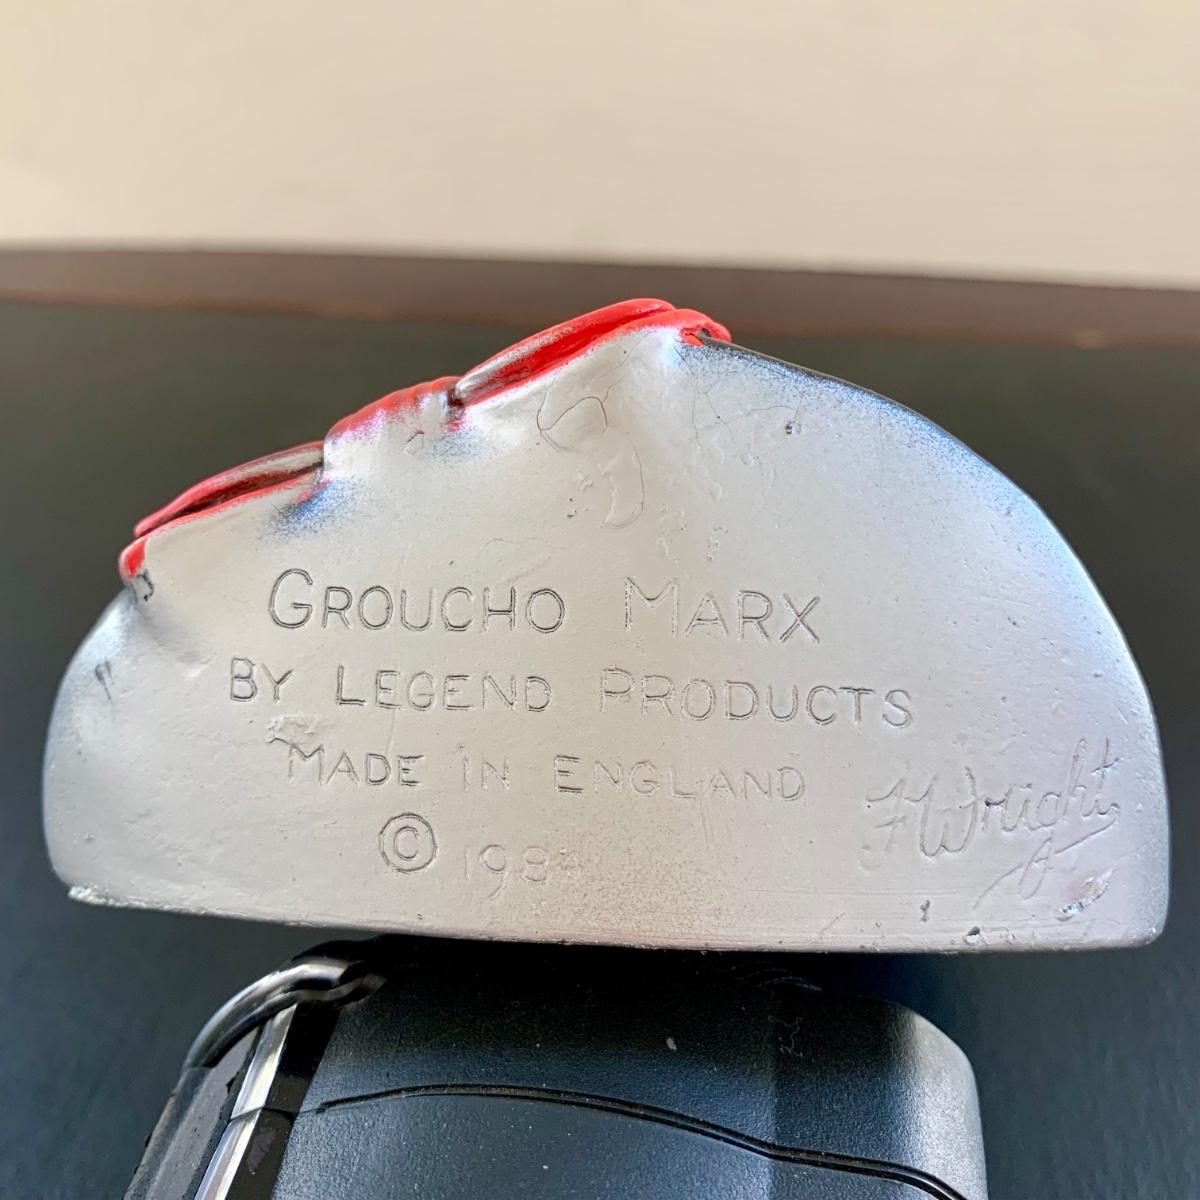 GROUCHO MARX
BY LEGEND PRODUCTS
MADE IN ENGLAND
© 1984
F Wright